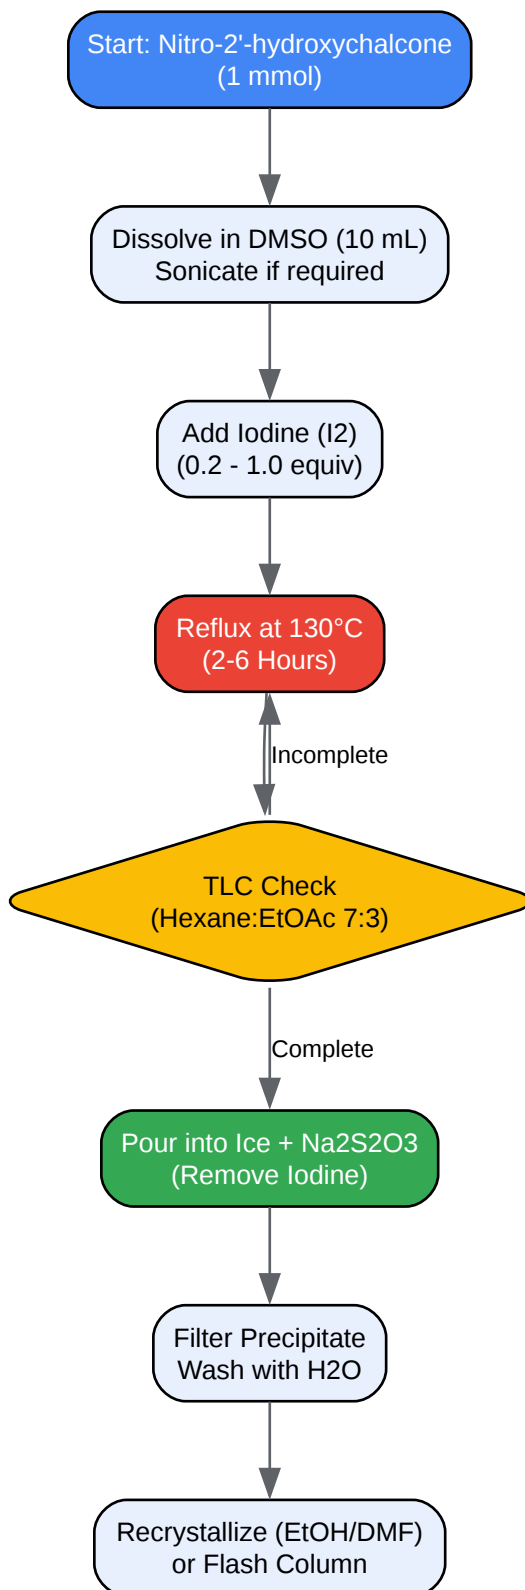 Start: Nitro-2'-hydroxychalcone
(1 mmol)
Dissolve in DMSO (10 mL)
Sonicate if required
Add Iodine (I2)
(0.2 - 1.0 equiv)
Reflux at 130°C
(2-6 Hours)
Incomplete
TLC Check
(Hexane:EtOAc 7:3)
Complete
Pour into Ice + Na2S2O3
(Remove Iodine)
Filter Precipitate
Wash with H2O
Recrystallize (EtOH/DMF)
or Flash Column